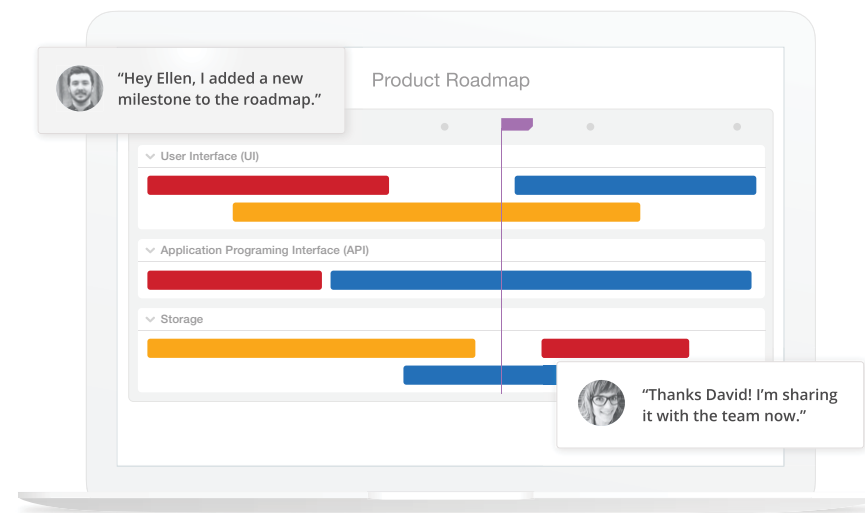 “Hey Ellen, I added a new
milestone to the roadmap.”
Product Roadmap
User Interface (UI)
Application Programing Interface (API)
Storage
“Thanks David! I’m sharing
it with the team now.”